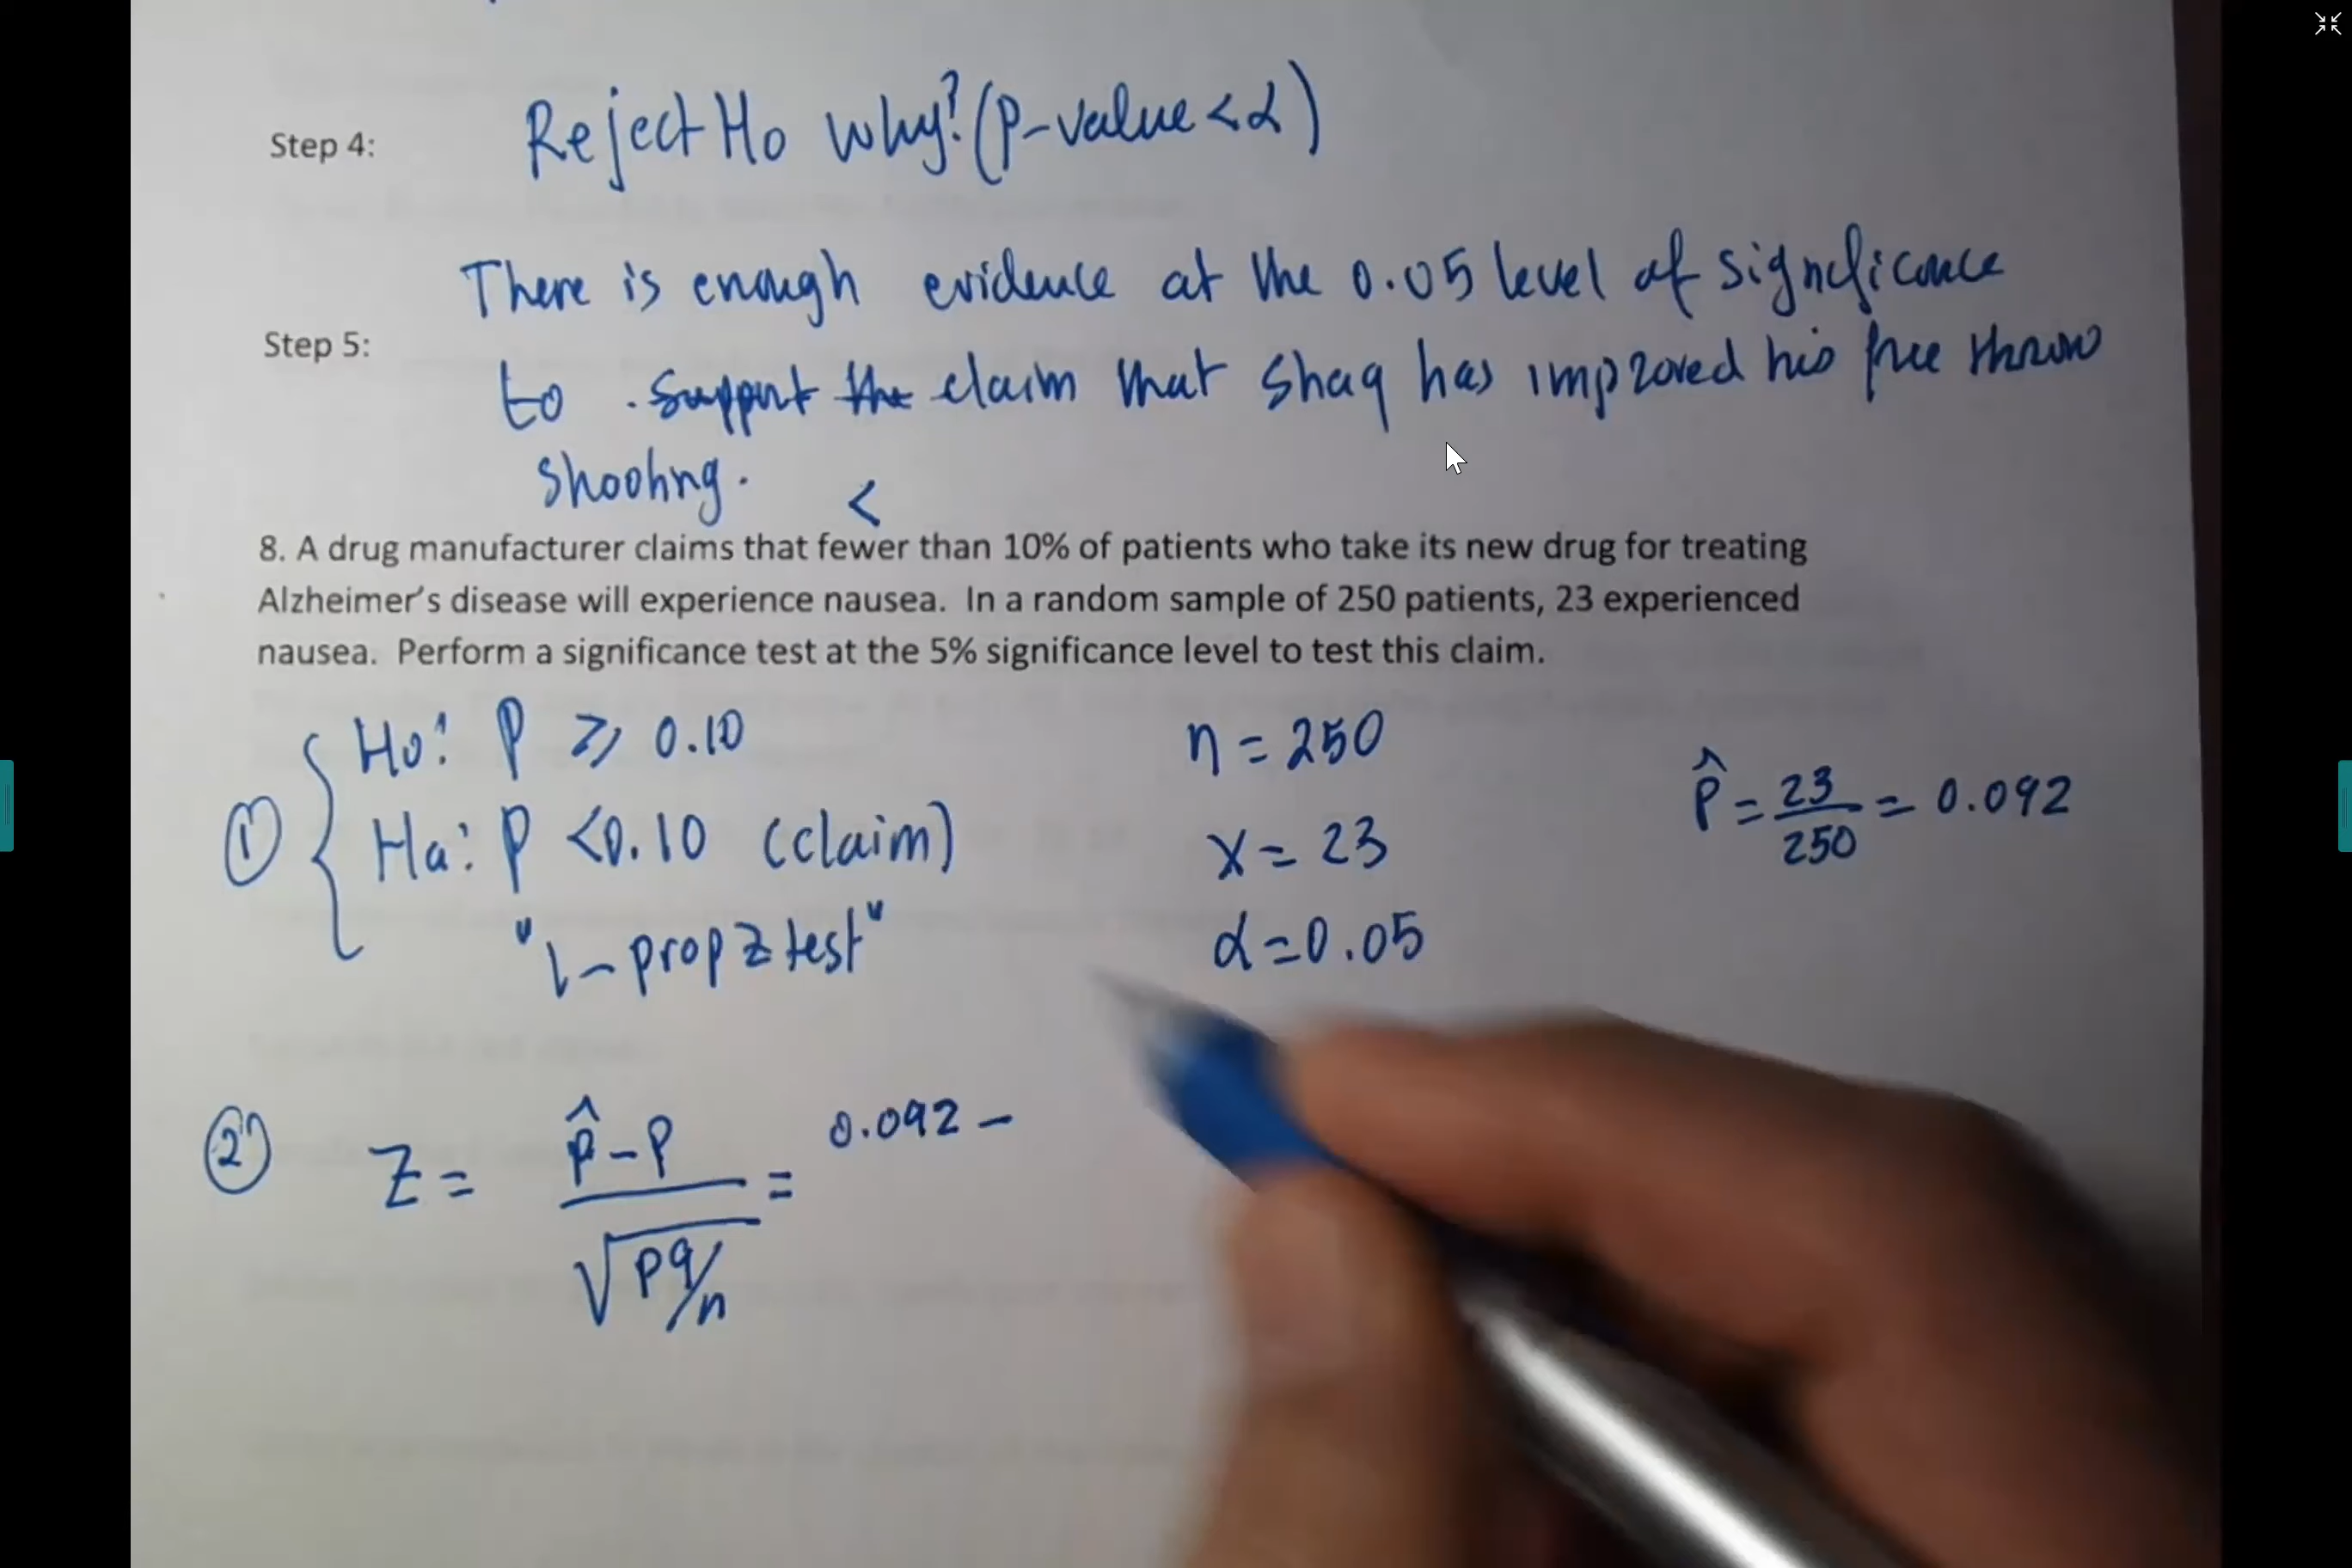 Step 4: Reject Ho why? (p-value < α)
There is enough evidence at the 0.05 level of significance
Step 5:
to support the claim that Shaq has improved his free throw
shooting.
<
8. A drug manufacturer claims that fewer than 10% of patients who take its new drug for treating
Alzheimer's disease will experience nausea. In a random sample of 250 patients, 23 experienced
nausea. Perform a significance test at the 5% significance level to test this claim.
① Ho: P ≥ 0.10
Ha: P < 0.10 (claim)
"1-prop z test"
n = 250
x = 23
α = 0.05
p̂ = 23/250 = 0.092
② Z = (p̂ - p)/√(pq/n) = 0.092 -